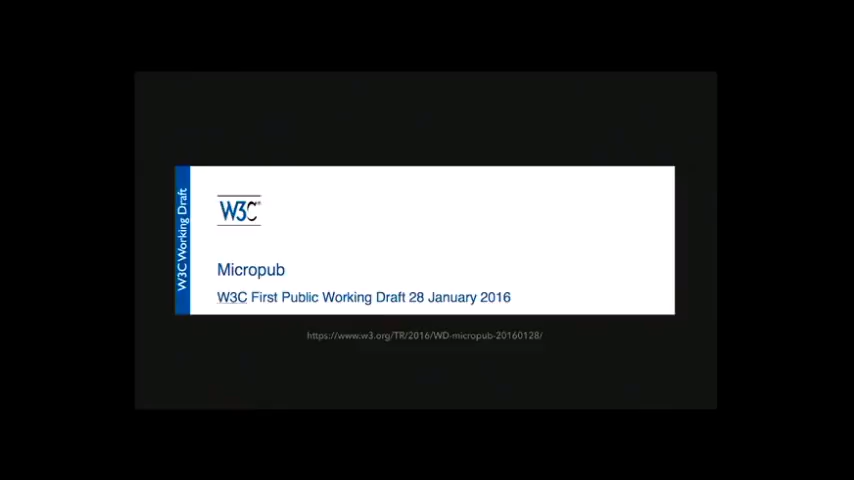 W3C Working Draft
W3C®
Micropub
W3C First Public Working Draft 28 January 2016
https://www.w3.org/TR/2016/WD-micropub-20160128/